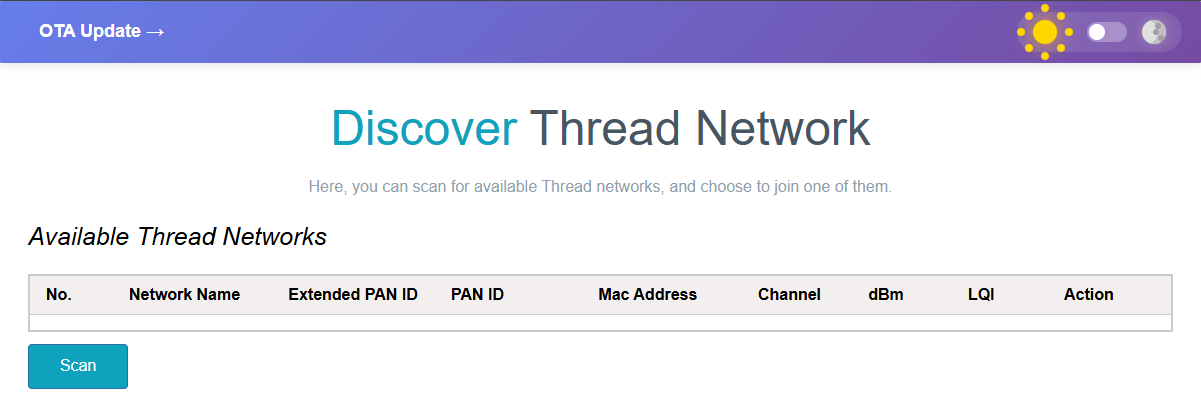 OTA Update →
Discover Thread Network
Here, you can scan for available Thread networks, and choose to join one of them.
Available Thread Networks
No. Network Name Extended PAN ID PAN ID Mac Address Channel dBm LQI Action
Scan